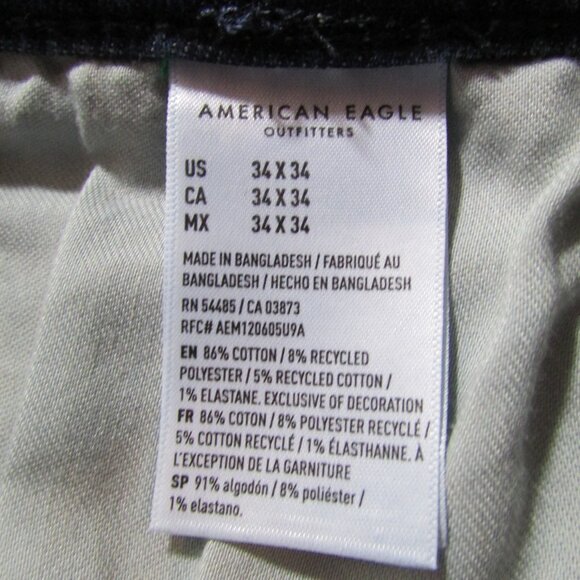 AMERICAN EAGLE
OUTFITTERS
US 34 X 34
CA 34 X 34
MX 34 X 34
MADE IN BANGLADESH / FABRIQUÉ AU
BANGLADESH / HECHO EN BANGLADESH
RN 54485 / CA 03873
RFC# AEM120605U9A
EN 86% COTTON / 8% RECYCLED
POLYESTER / 5% RECYCLED COTTON /
1% ELASTANE. EXCLUSIVE OF DECORATION
FR 86% COTON / 8% POLYESTER RECYCLÉ /
5% COTTON RECYCLÉ / 1% ÉLASTHANNE. À
L'EXCEPTION DE LA GARNITURE
SP 91% algodón / 8% poliéster /
1% elastano.